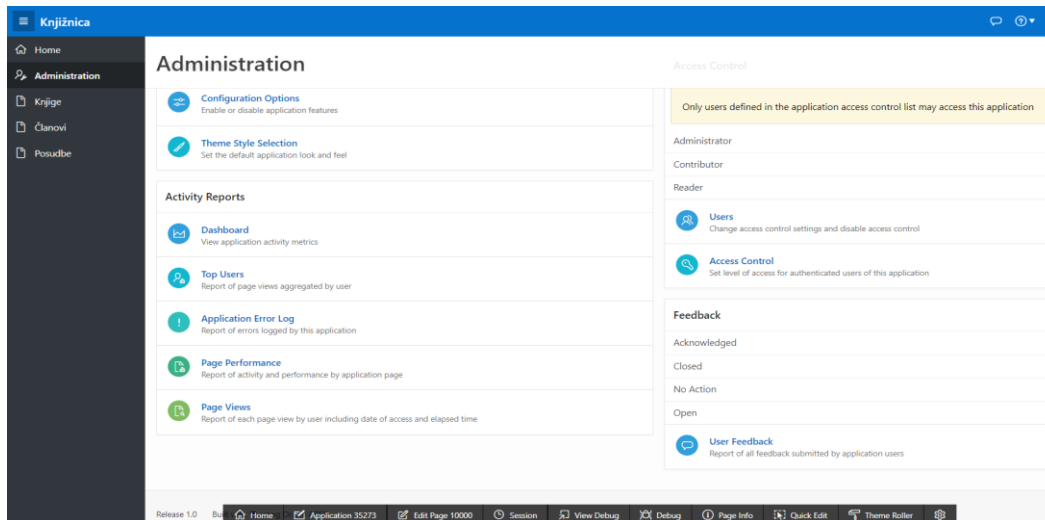 Knjižnica
Home
Administration
Knjige
Članovi
Posudbe
Administration
Configuration Options
Enable or disable application features
Theme Style Selection
Set the default application look and feel
Activity Reports
Dashboard
View application activity metrics
Top Users
Report of page views aggregated by user
Application Error Log
Report of errors logged by this application
Page Performance
Report of activity and performance by application page
Page Views
Report of each page view by user including date of access and elapsed time
Access Control
Only users defined in the application access control list may access this application
Administrator
Contributor
Reader
Users
Change access control settings and disable access control
Access Control
Set level of access for authenticated users of this application
Feedback
Acknowledged
Closed
No Action
Open
User Feedback
Report of all feedback submitted by application users
Release 1.0
Home
Application 35273
Edit Page 10000
Session
View Debug
Debug
Page Info
Quick Edit
Theme Roller